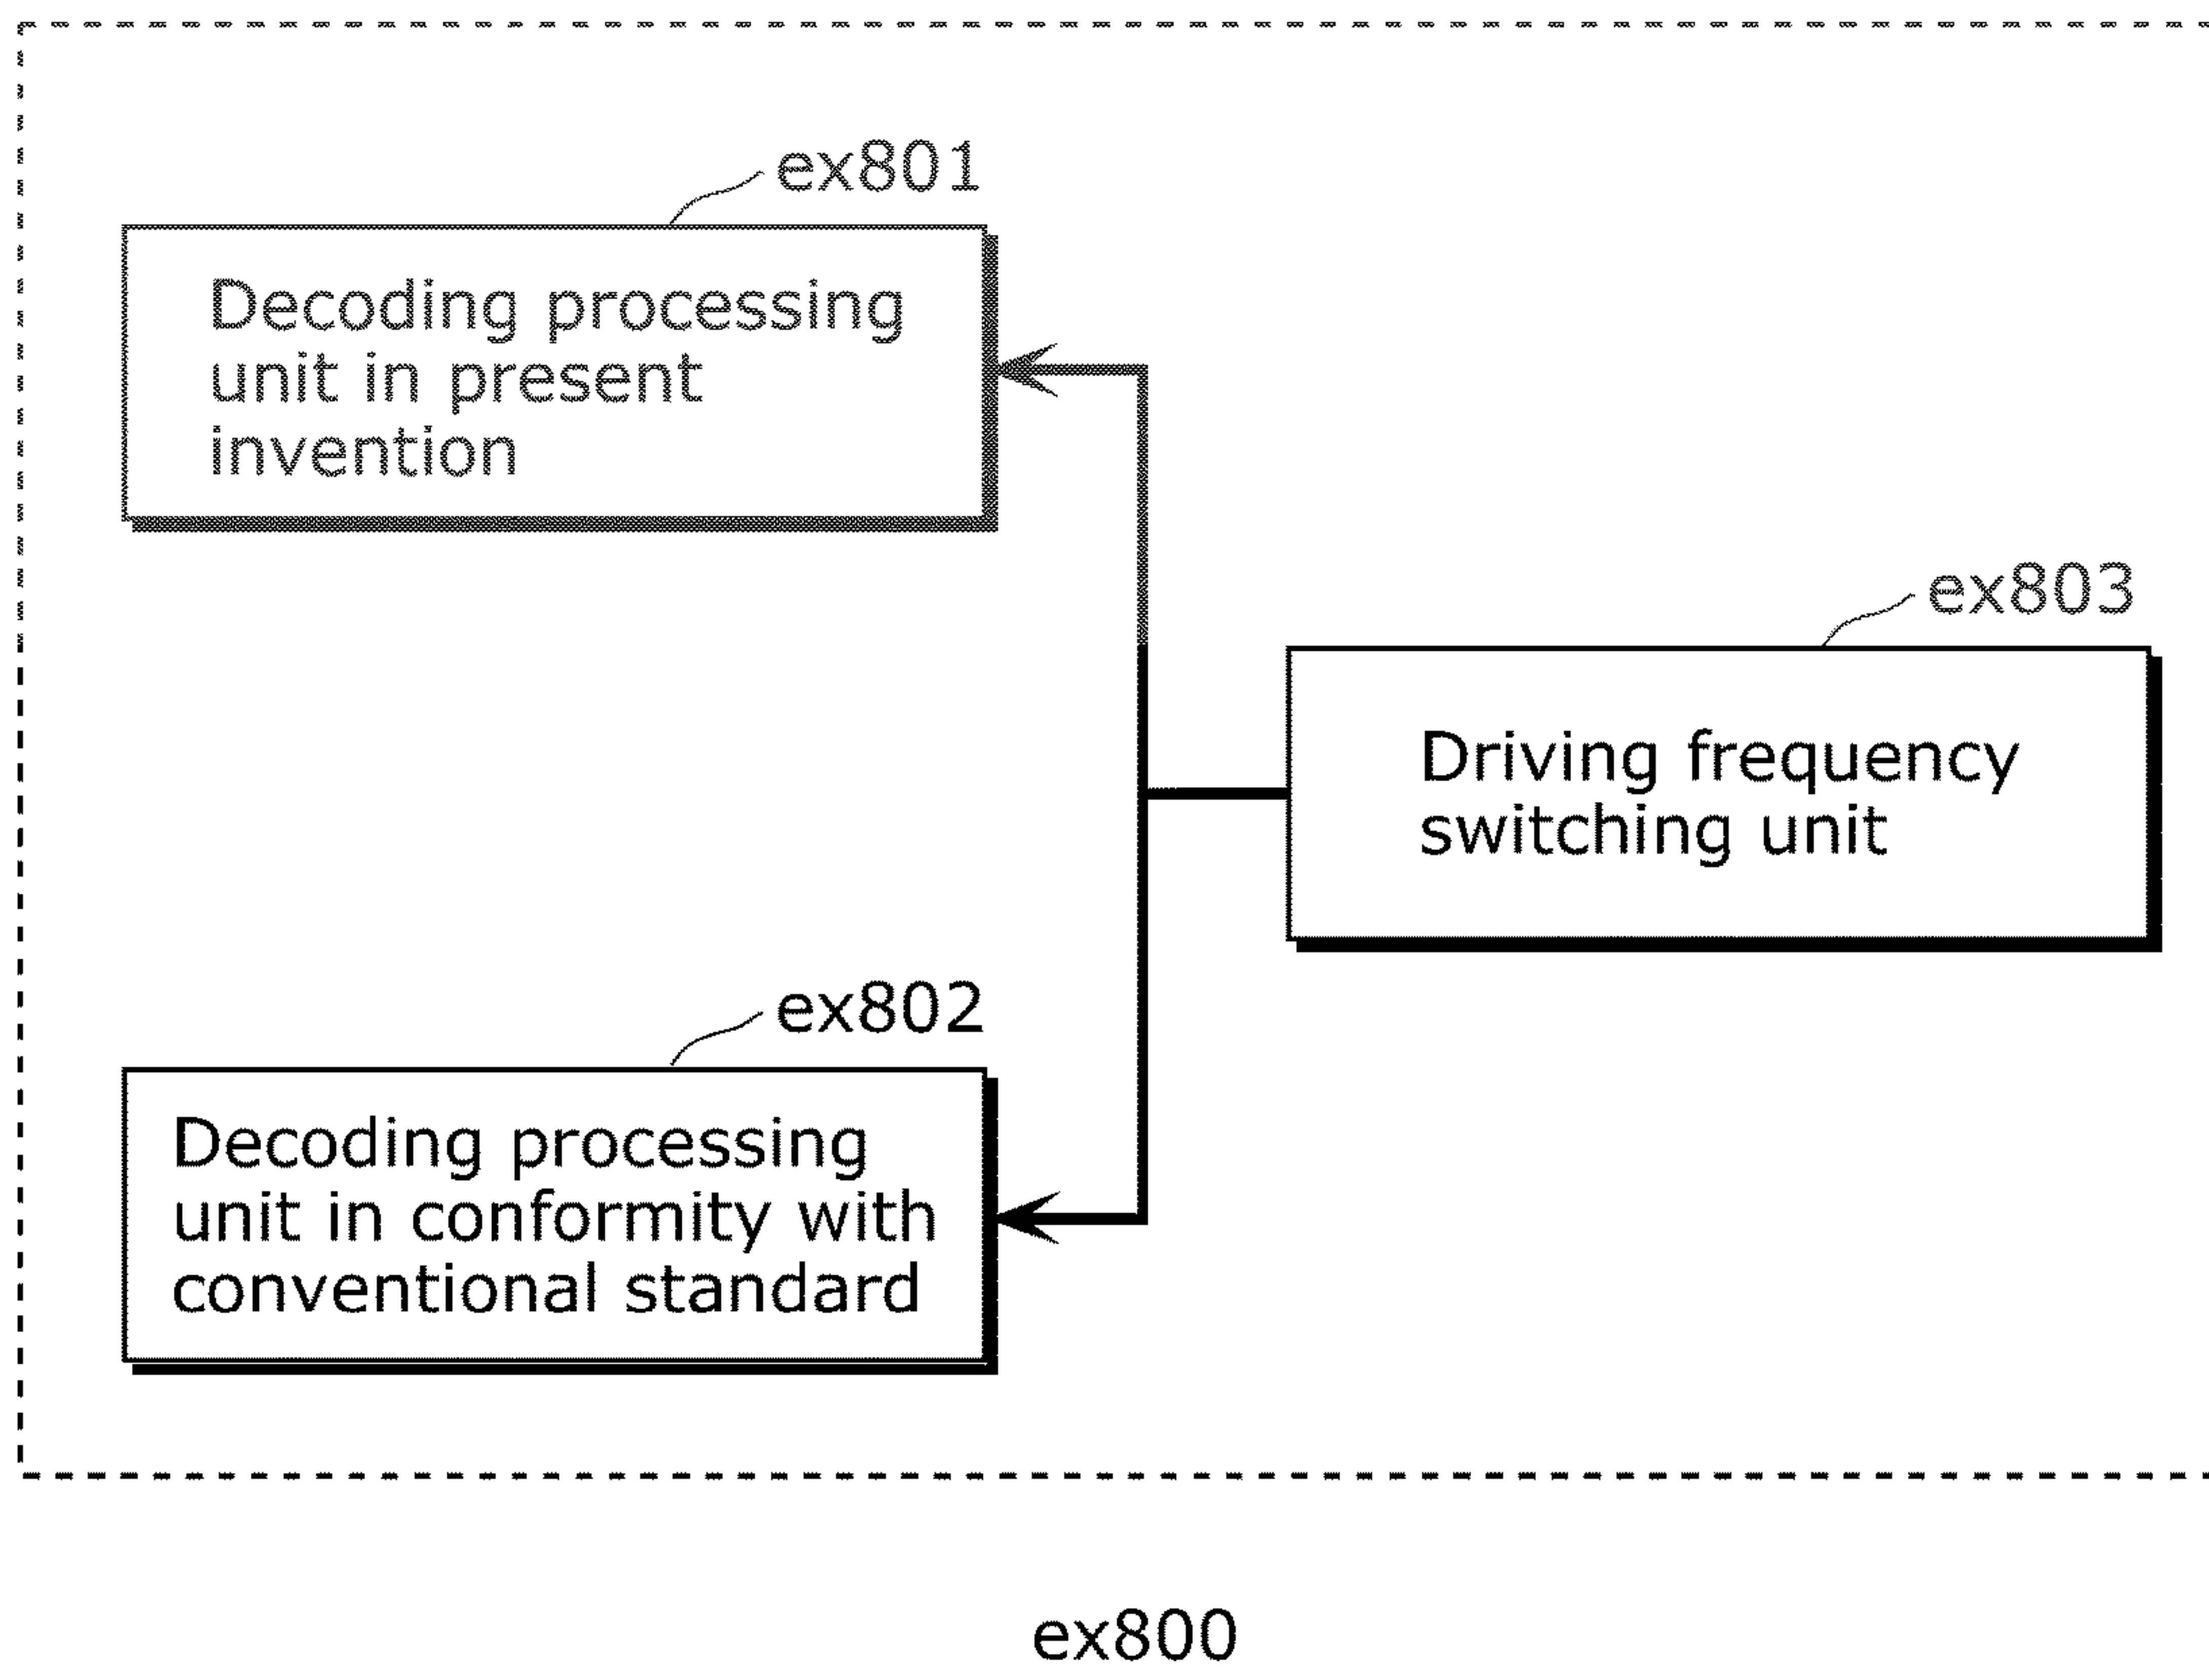 ex801
Decoding processing
unit in present
invention
ex803
Driving frequency
switching unit
ex802
Decoding processing
unit in conformity with
conventional standard
ex800